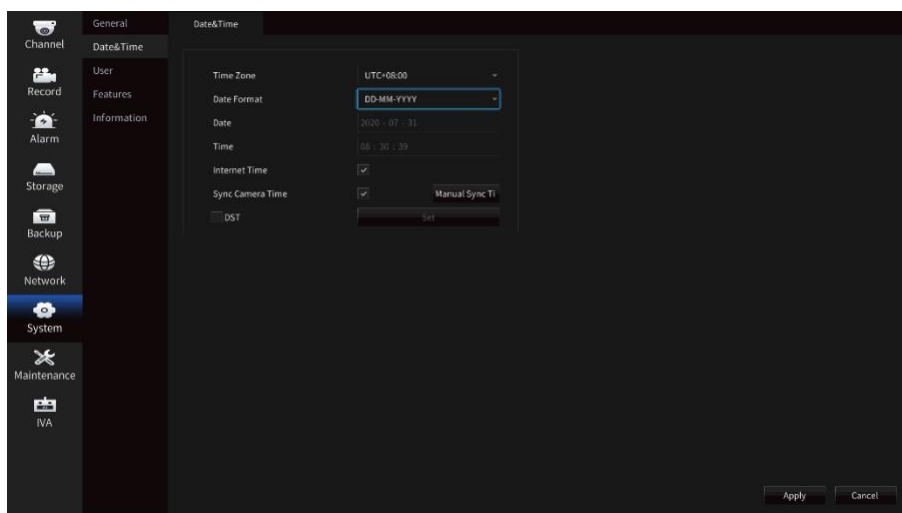 Channel
Record
Alarm
Storage
Backup
Network
System
Maintenance
IVA
General
Date&Time
User
Features
Information
Date&Time
Time Zone UTC+08:00
Date Format DD-MM-YYYY
Date 2020 - 07 - 31
Time 08 : 30 : 39
Internet Time
Sync Camera Time Manual Sync Ti
DST Set
Apply Cancel